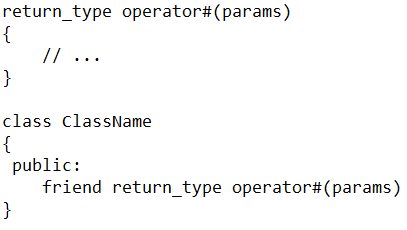 return_type operator#(params)
{
    // ...
}

class ClassName
{
 public:
    friend return_type operator#(params)
}